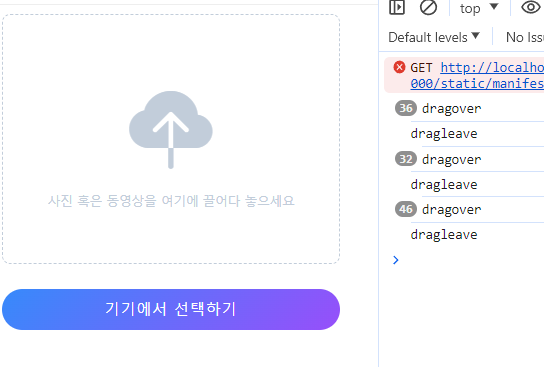 top
Default levels
No Iss
GET http://localho
000/static/manifes
36 dragover
dragleave
32 dragover
dragleave
46 dragover
dragleave
사진 혹은 동영상을 여기에 끌어다 놓으세요
기기에서 선택하기